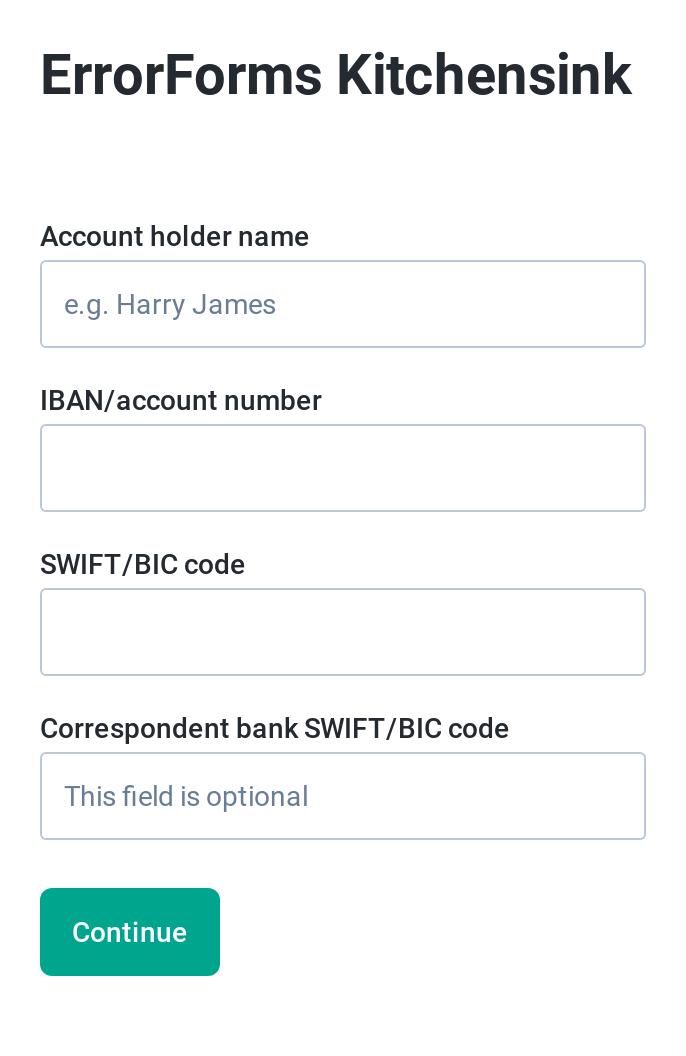 ErrorForms Kitchensink
Account holder name
e.g. Harry James
IBAN/account number
SWIFT/BIC code
Correspondent bank SWIFT/BIC code
This field is optional
Continue